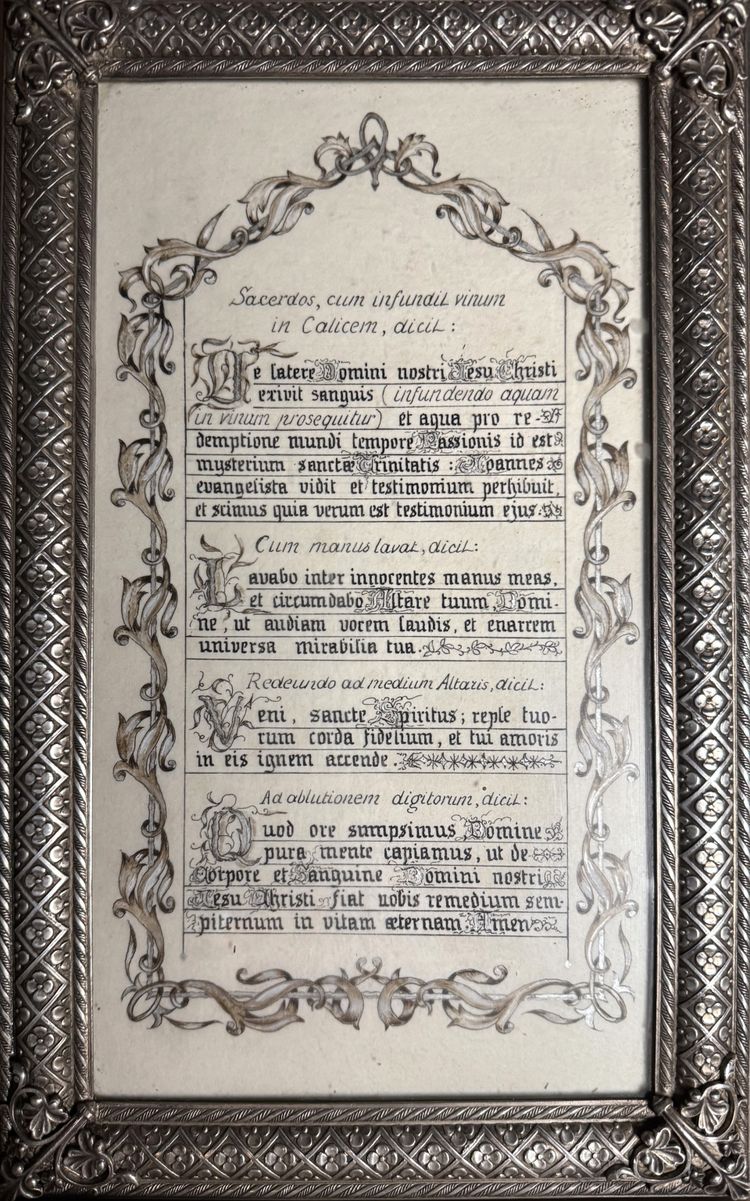 Sacerdos, cum infundit vinum
in Calicem, dicit:
De latere Domini nostri Jesu Christi
exivit sanguis (infundendo aquam
in vinum prosequitur) et aqua pro re-
demptione mundi tempore Passionis id est
mysterium sanctæ Trinitatis: Joannes
evangelista vidit et testimonium perhibuit,
et scimus quia verum est testimonium ejus.
Cum manus lavat, dicit:
Lavabo inter innocentes manus meas,
et circumdabo Altare tuum, Domi-
ne, ut audiam vocem laudis, et enarrem
universa mirabilia tua.
Redeundo ad medium Altaris, dicit:
Veni, sancte Spiritus; reple tuo-
rum corda fidelium, et tui amoris
in eis ignem accende.
Ad ablutionem digitorum, dicit:
Quod ore sumpsimus, Domine
pura mente capiamus, ut de
Corpore et Sanguine Domini nostri
Jesu Christi fiat nobis remedium sem-
piternum in vitam æternam. Amen